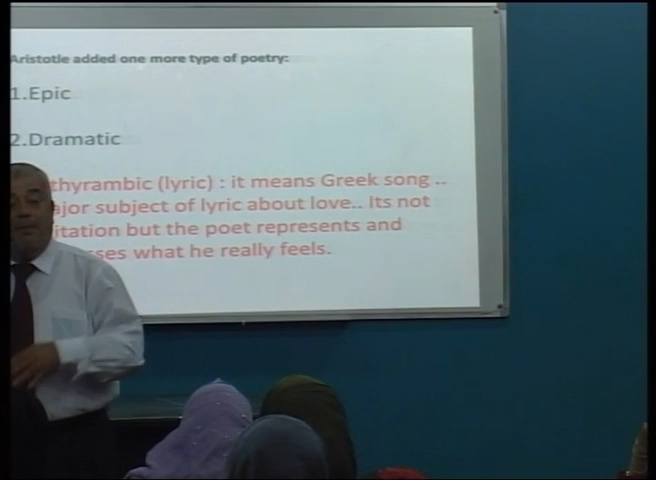 Aristotle added one more type of poetry:
1.Epic
2.Dramatic
thyrambic (lyric) : it means Greek song ..
ajor subject of lyric about love.. Its not
itation but the poet represents and
sses what he really feels.